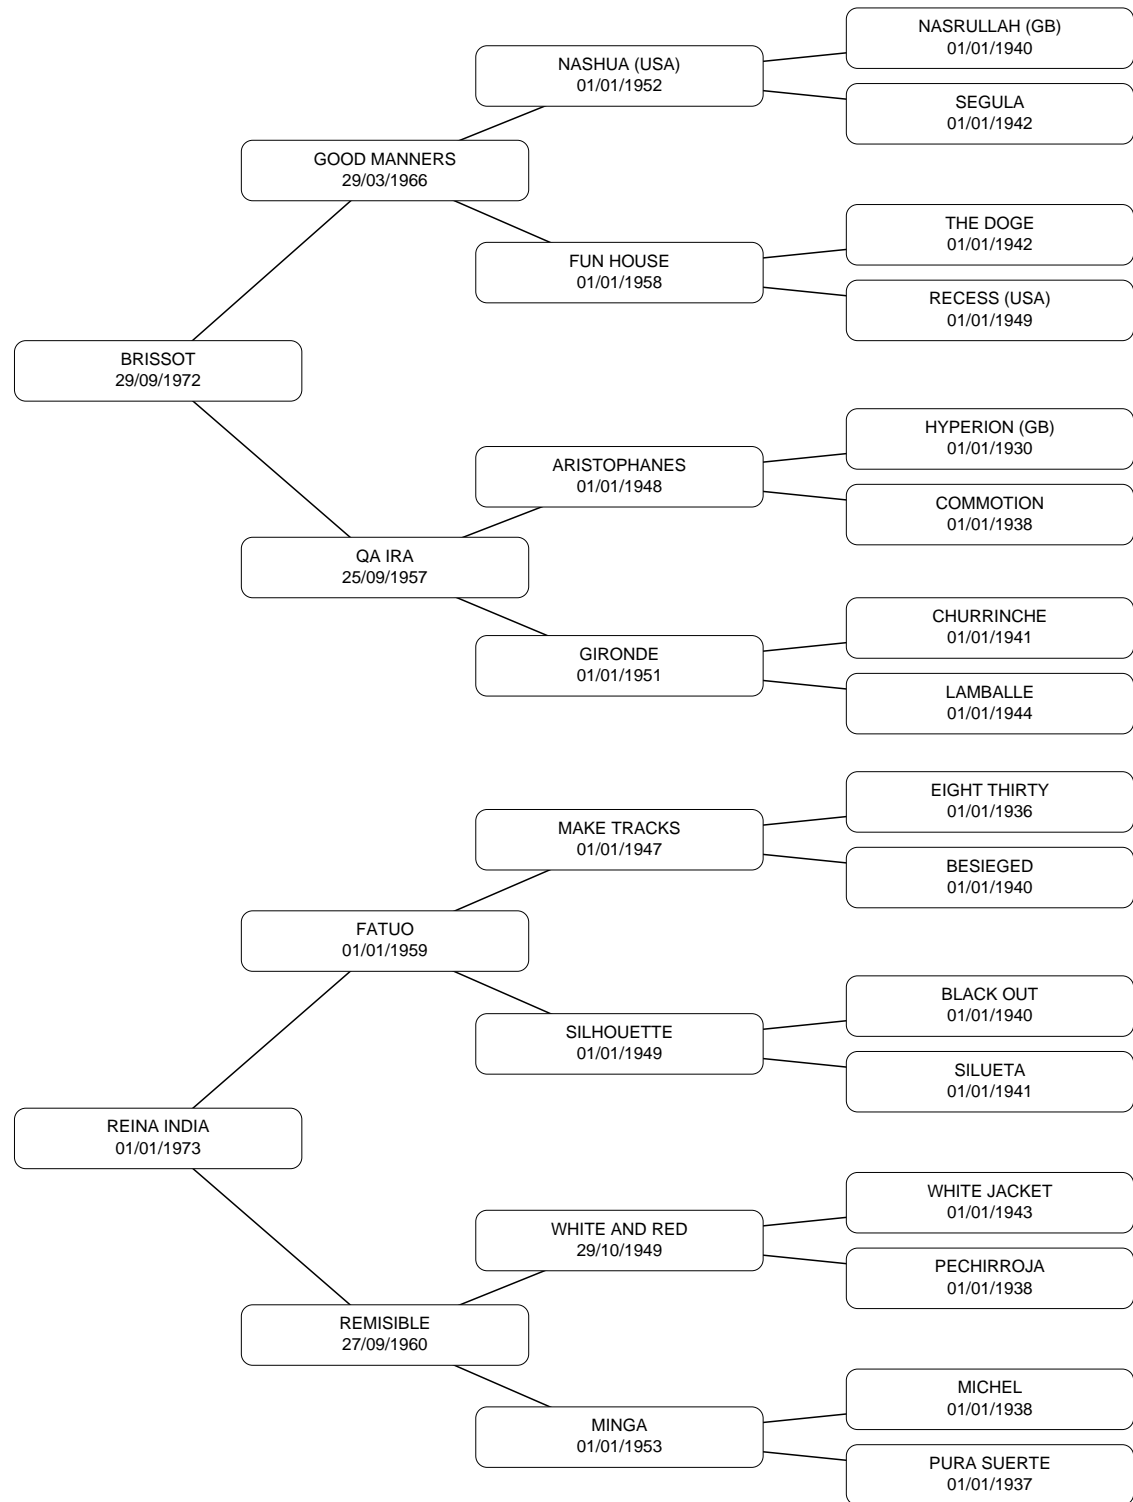 NASRULLAH (GB)
01/01/1940
NASHUA (USA)
01/01/1952
SEGULA
01/01/1942
GOOD MANNERS
29/03/1966
THE DOGE
01/01/1942
FUN HOUSE
01/01/1958
RECESS (USA)
01/01/1949
BRISSOT
29/09/1972
HYPERION (GB)
01/01/1930
ARISTOPHANES
01/01/1948
COMMOTION
01/01/1938
QA IRA
25/09/1957
CHURRINCHE
01/01/1941
GIRONDE
01/01/1951
LAMBALLE
01/01/1944
EIGHT THIRTY
01/01/1936
MAKE TRACKS
01/01/1947
BESIEGED
01/01/1940
FATUO
01/01/1959
BLACK OUT
01/01/1940
SILHOUETTE
01/01/1949
SILUETA
01/01/1941
REINA INDIA
01/01/1973
WHITE JACKET
01/01/1943
WHITE AND RED
29/10/1949
PECHIRROJA
01/01/1938
REMISIBLE
27/09/1960
MICHEL
01/01/1938
MINGA
01/01/1953
PURA SUERTE
01/01/1937